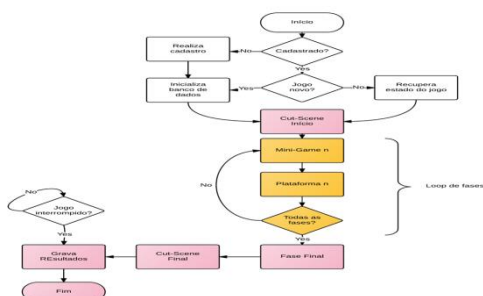 Início
Realiza
cadastro
No
Cadastrado?
Yes
Inicializa
banco de
dados
Yes
Jogo
novo?
No
Recupera
estado do jogo
Cut-Scene
Início
Mini-Game n
No
Plataforma n
Loop de fases
No
Jogo
interrompido?
Todas as
fases?
Yes
Yes
Grava
REsultados
Cut-Scene
Final
Fase Final
Fim